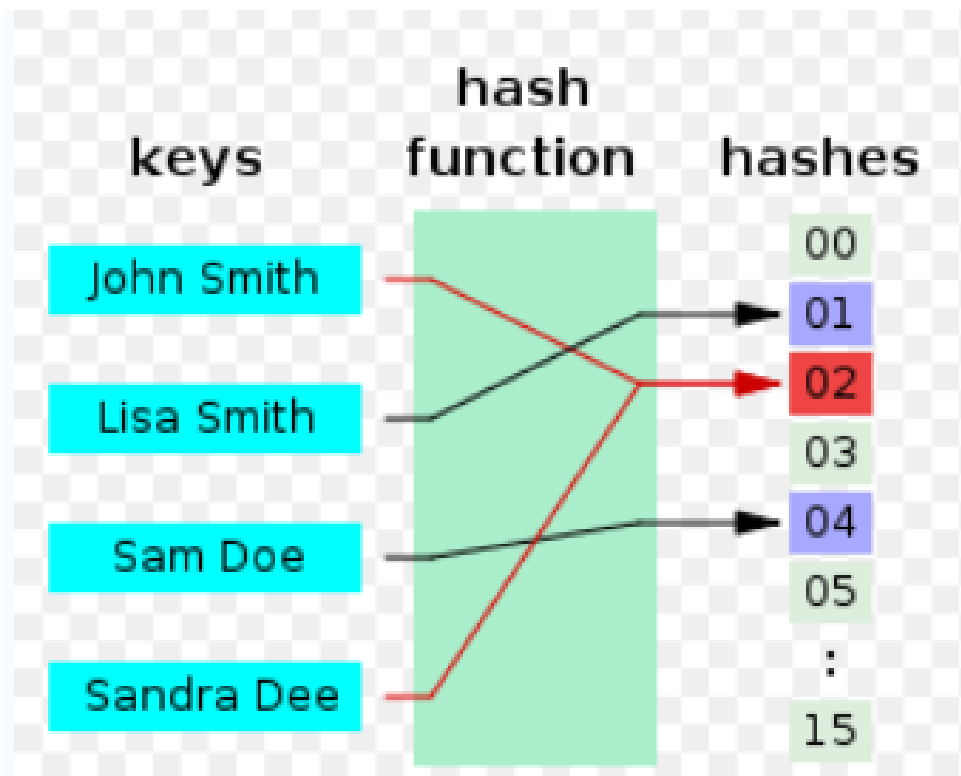 keys
hash
function
hashes
John Smith
Lisa Smith
Sam Doe
Sandra Dee
00
01
02
03
04
05
:
15